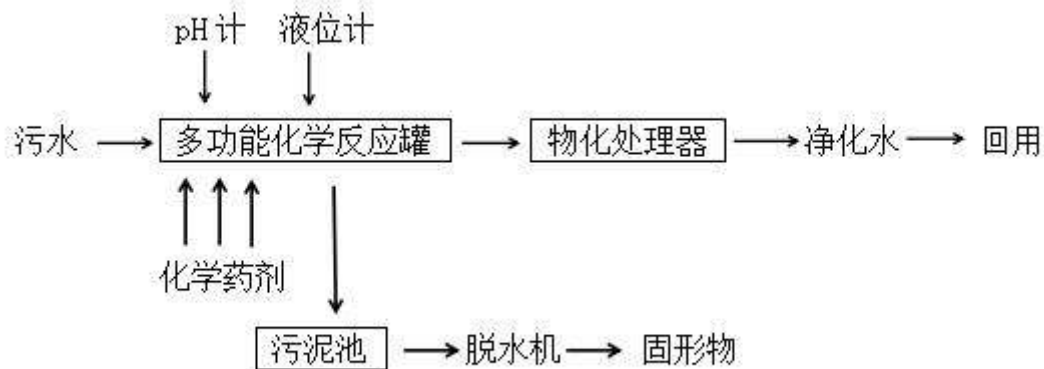 pH计 液位计
污水 多功能化学反应罐 物化处理器 净化水 回用
化学药剂
污泥池 脱水机 固形物